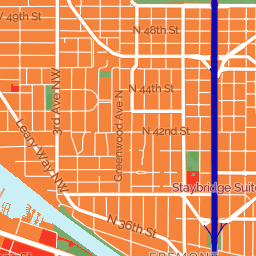 W 49th St
N 48th St
3rd Ave NW
N 44th St
Greenwood Ave N
N 42nd St
Leary Way NW
Staybridge Suite
N 36th St
FREMONT